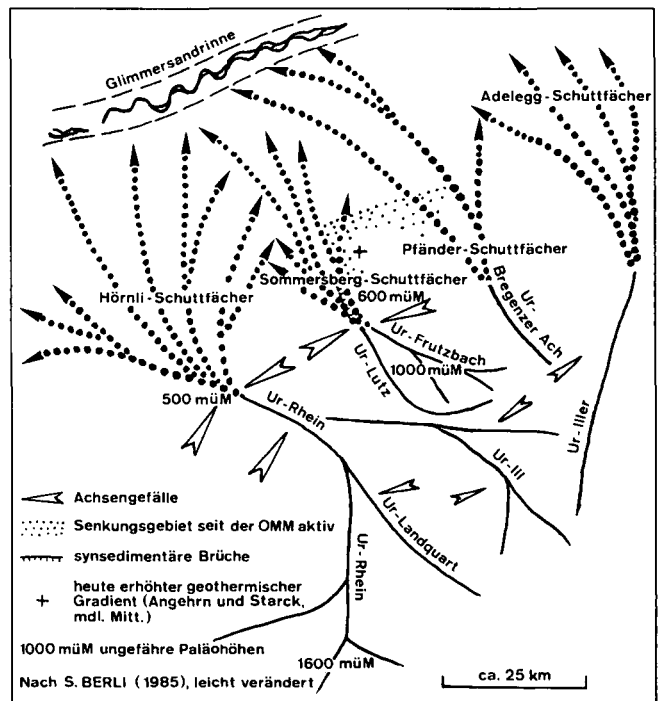 Glimmersandrinne
Adelegg-Schuttfächer
Pfänder-Schuttfächer
Sommersberg-Schuttfächer
600 müM
Hörnli-Schuttfächer
Ur-
Bregenzer Ach
Ur-Frutzbach
1000 müM
Ur-Lutz
500 müM
Ur-Rhein
Ur-Iller
Ur-Ill
Ur-Landquart
Ur-Rhein
1600 müM
Achsengefälle
Senkungsgebiet seit der OMM aktiv
synsedimentäre Brüche
heute erhöhter geothermischer
Gradient (Angehrn und Starck,
mdl. Mitt.)
1000 müM ungefähre Paläohöhen
Nach S. BERLI (1985), leicht verändert
ca. 25 km